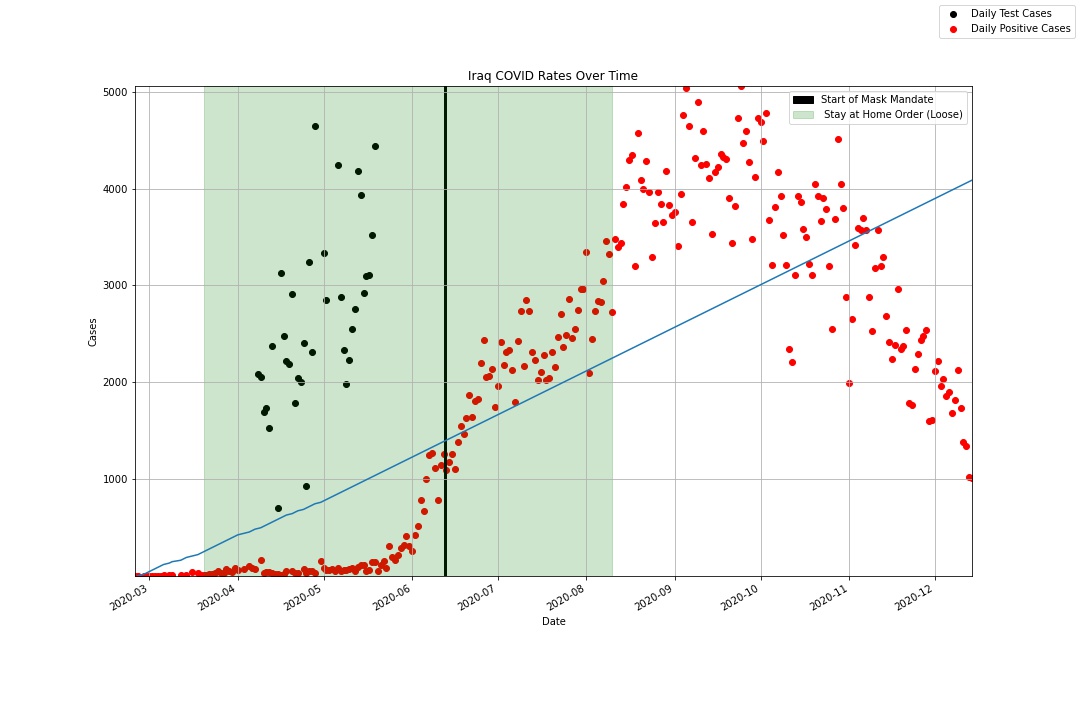 Daily Test Cases
Daily Positive Cases
Iraq COVID Rates Over Time
Start of Mask Mandate
Stay at Home Order (Loose)
5000
4000
3000
2000
1000
Cases
2020-03
2020-04
2020-05
2020-06
2020-07
2020-08
2020-09
2020-10
2020-11
2020-12
Date